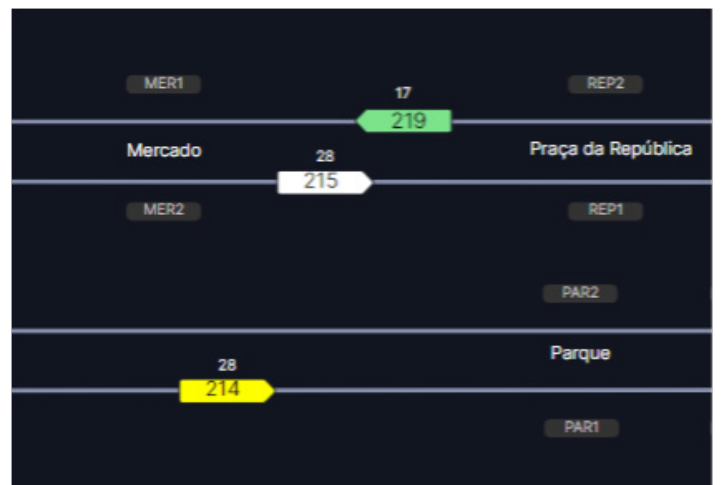 MER1
17
REP2
219
Mercado
28
Praça da República
215
MER2
REP1
PAR2
28
Parque
214
PAR1